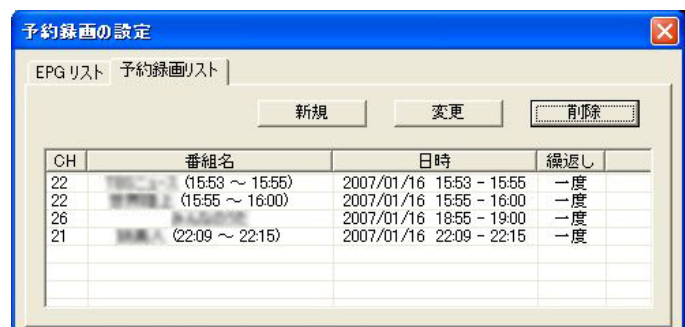 予約録画の設定
EPG リスト 予約録画リスト
新規 変更 削除
CH 番組名 日時 繰返し
22 (15:53 ～ 15:55) 2007/01/16 15:53 - 15:55 一度
22 (15:55 ～ 16:00) 2007/01/16 15:55 - 16:00 一度
26 2007/01/16 18:55 - 19:00 一度
21 (22:09 ～ 22:15) 2007/01/16 22:09 - 22:15 一度